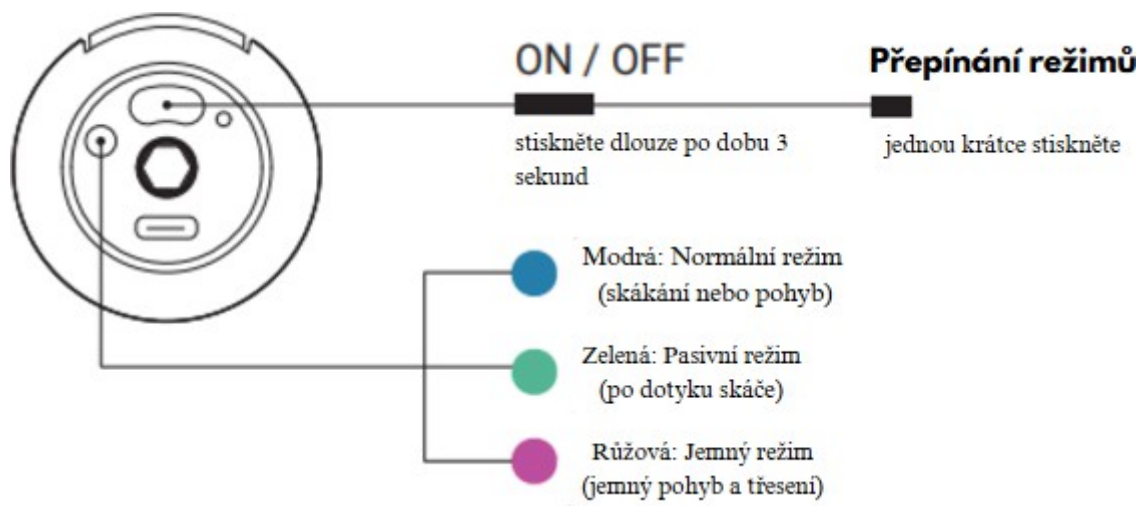 ON / OFF
Přepínání režimů
stiskněte dlouze po dobu 3
sekund
jednou krátce stiskněte
Modrá: Normální režim
(skákání nebo pohyb)
Zelená: Pasivní režim
(po dotyku skáče)
Růžová: Jemný režim
(jemný pohyb a třesení)